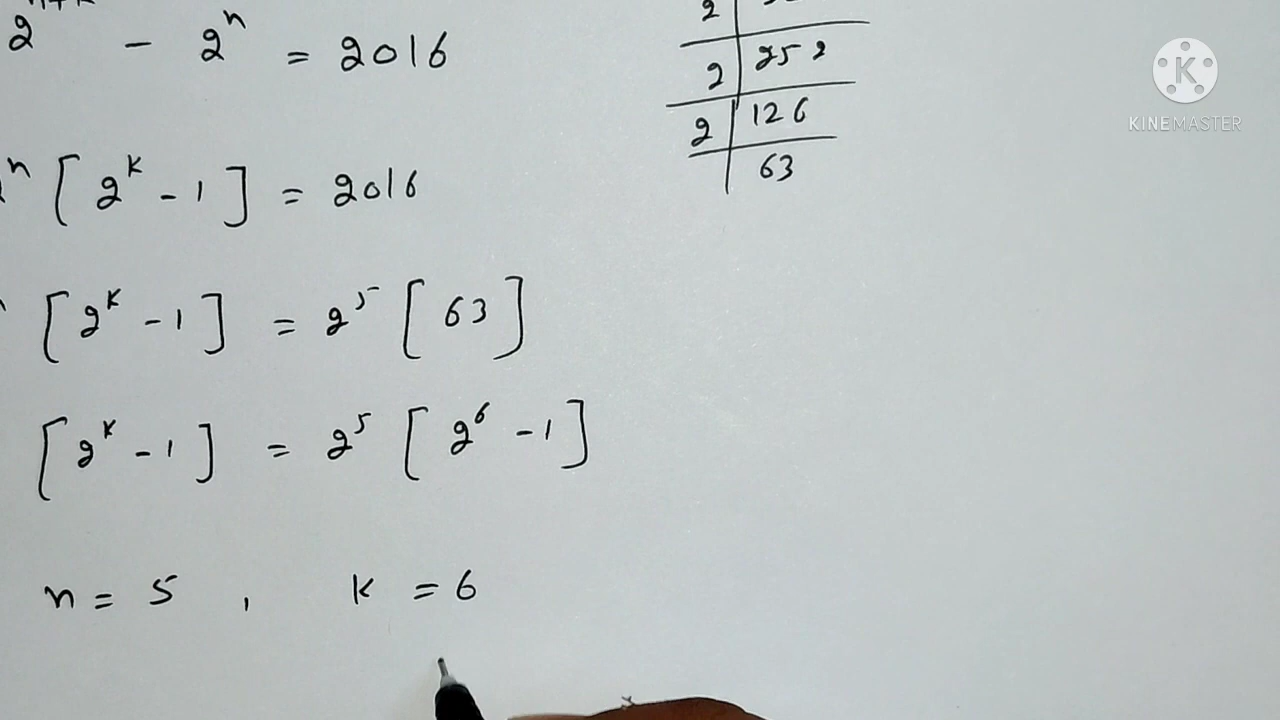 2^{n+k} - 2^n = 2016
^n [ 2^k - 1 ] = 2016
[ 2^k - 1 ] = 2^5 [ 63 ]
[ 2^k - 1 ] = 2^5 [ 2^6 - 1 ]
n = 5 , k = 6
2
2 | 252
2 | 126
63
K
KINEMASTER